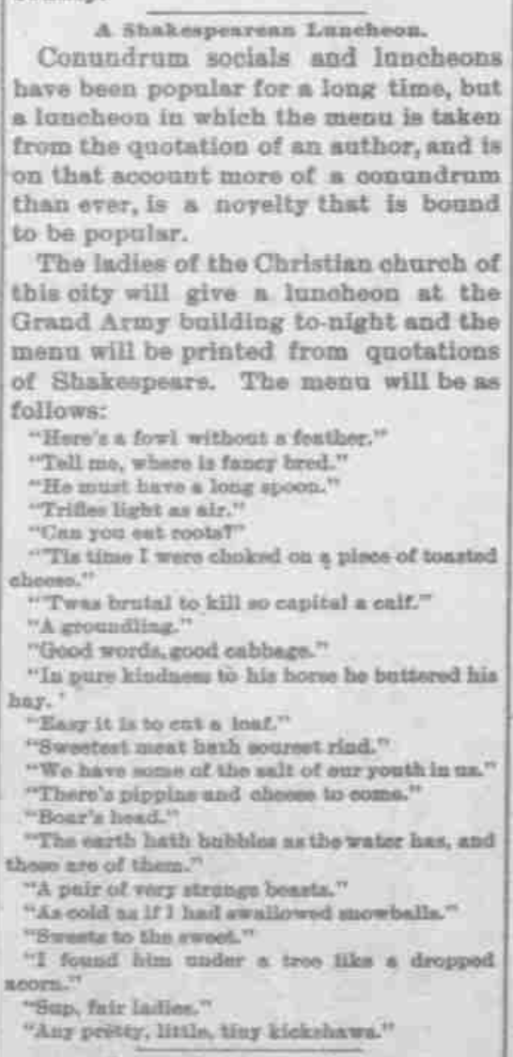 A Shakespearean Luncheon.
Conundrum socials and luncheons
have been popular for a long time, but
a luncheon in which the menu is taken
from the quotation of an author, and is
on that account more of a conundrum
than ever, is a novelty that is bound
to be popular.
The ladies of the Christian church of
this city will give a luncheon at the
Grand Army building to-night and the
menu will be printed from quotations
of Shakespeare. The menu will be as
follows:
"Here's a fowl without a feather."
"Tell me, where is fancy bred."
"He must have a long spoon."
"Trifles light as air."
"Can you eat roots?"
"'Tis time I were choked on a piece of toasted
cheese."
"'Twas brutal to kill so capital a calf."
"A groundling."
"Good words, good cabbage."
"In pure kindness to his horse he buttered his
hay.'
"Easy it is to cut a loaf."
"Sweetest meat hath sourest rind."
"We have some of the salt of our youth in us."
"There's pippins and cheese to come."
"Boar's head."
"The earth hath bubbles as the water has, and
these are of them."
"A pair of very strange beasts."
"As cold as if I had swallowed snowballs."
"Sweets to the sweet."
"I found him under a tree like a dropped
acorn."
"Sup, fair ladies."
"Any pretty, little, tiny kickshaws."